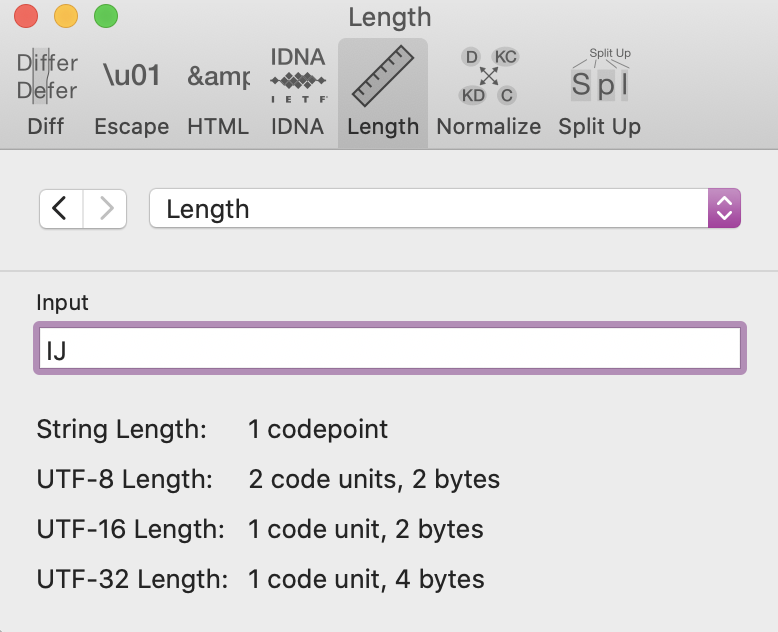 Length
Differ
Defer
\u01
&amp
IDNA
I E T F
D KC
KD C
Split Up
Spl
Diff Escape HTML IDNA Length Normalize Split Up
Length
Input
IJ
String Length: 1 codepoint
UTF-8 Length: 2 code units, 2 bytes
UTF-16 Length: 1 code unit, 2 bytes
UTF-32 Length: 1 code unit, 4 bytes